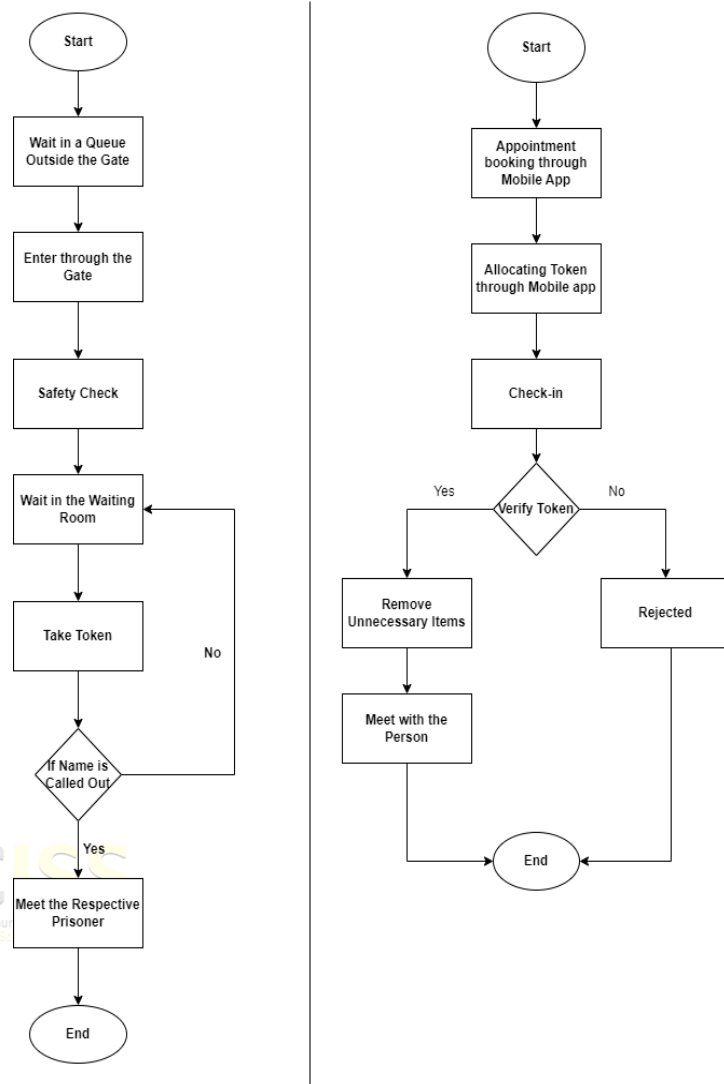 Start
Wait in a Queue
Outside the Gate
Enter through the
Gate
Safety Check
Wait in the Waiting
Room
Take Token
No
If Name is
Called Out
Yes
Meet the Respective
Prisoner
End
Start
Appointment
booking through
Mobile App
Allocating Token
through Mobile app
Check-in
Verify Token
Yes
No
Remove
Unnecessary Items
Rejected
Meet with the
Person
End